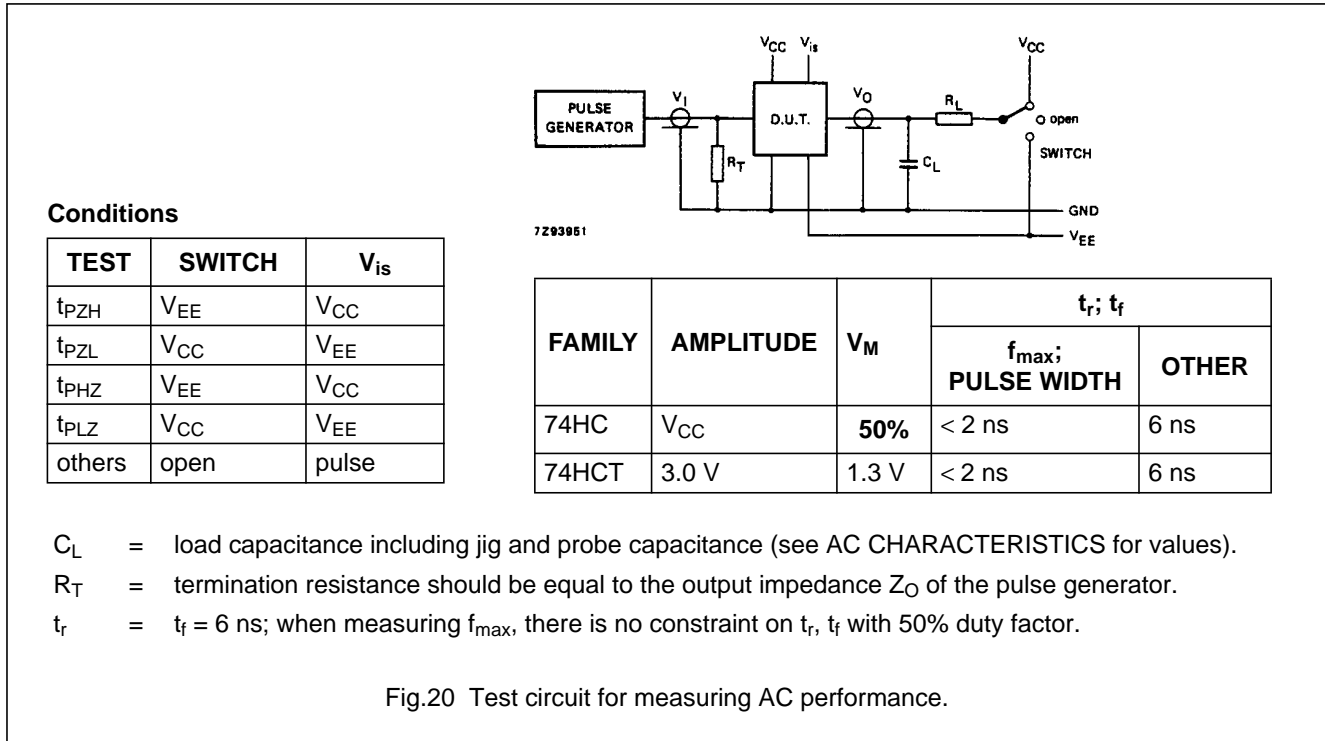 VCC Vis VCC
PULSE GENERATOR
VI
D.U.T.
VO
RL
open
SWITCH
RT
CL
GND
VEE
7Z93951
Conditions
TEST SWITCH Vis
tPZH VEE VCC
tPZL VCC VEE
tPHZ VEE VCC
tPLZ VCC VEE
others open pulse
FAMILY AMPLITUDE VM tr; tf
fmax; PULSE WIDTH OTHER
74HC VCC 50% < 2 ns 6 ns
74HCT 3.0 V 1.3 V < 2 ns 6 ns
CL = load capacitance including jig and probe capacitance (see AC CHARACTERISTICS for values).
RT = termination resistance should be equal to the output impedance ZO of the pulse generator.
tr = tf = 6 ns; when measuring fmax, there is no constraint on tr, tf with 50% duty factor.
Fig.20 Test circuit for measuring AC performance.